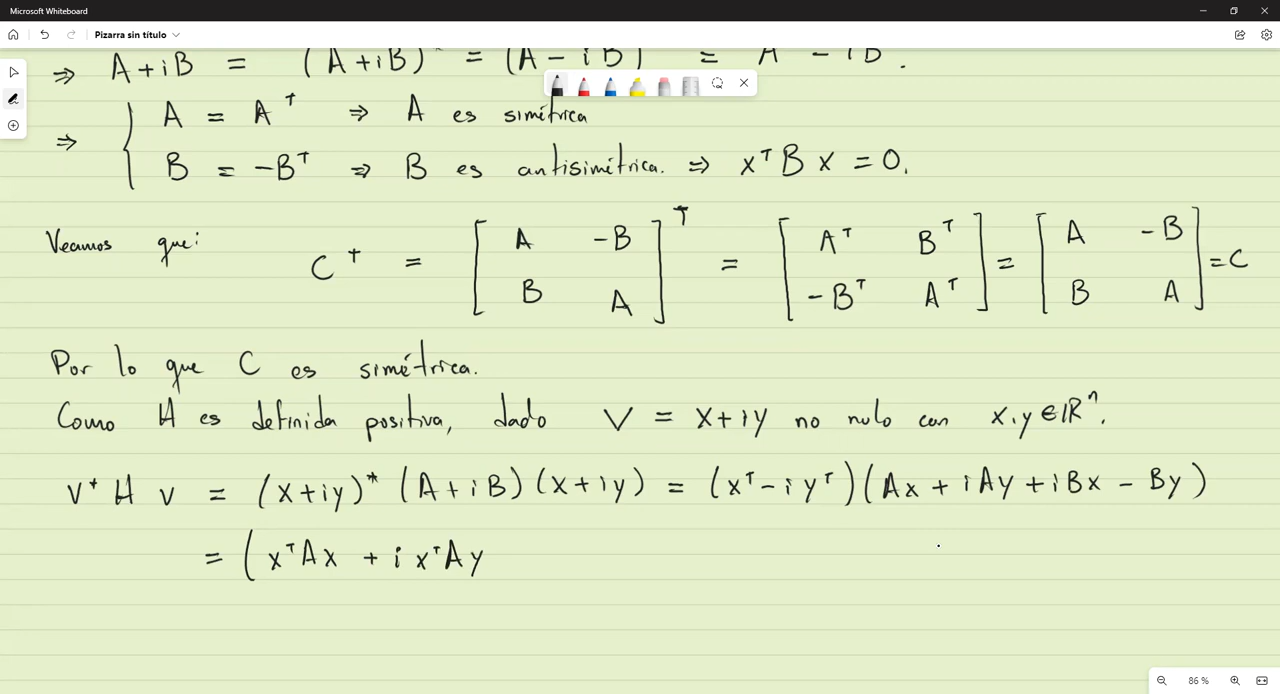 Microsoft Whiteboard
Pizarra sin título
⇒ A+iB = (A+iB)* = (A-iB) = A - iB.
⇒ { A = Aᵀ ⇒ A es simétrica
B = -Bᵀ ⇒ B es antisimétrica. ⇒ xᵀBx = 0.
Veamos que: Cᵀ = [A -B; B A]ᵀ = [Aᵀ Bᵀ; -Bᵀ Aᵀ] = [A -B; B A] = C
Por lo que C es simétrica.
Como H es definida positiva, dado V = x+iy no nulo con x,y∈ℝⁿ.
v* H v = (x+iy)* (A+iB)(x+iy) = (xᵀ-iyᵀ)(Ax + iAy + iBx - By)
= (xᵀAx + i xᵀAy
86 %